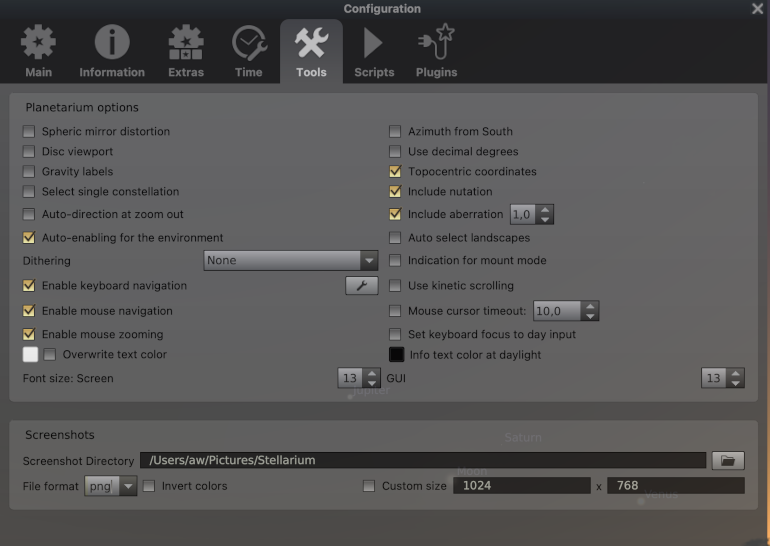 Configuration
Main Information Extras Time Tools Scripts Plugins
Planetarium options
Spheric mirror distortion Azimuth from South
Disc viewport Use decimal degrees
Gravity labels Topocentric coordinates
Select single constellation Include nutation
Auto-direction at zoom out Include aberration 1,0
Auto-enabling for the environment Auto select landscapes
Dithering None Indication for mount mode
Enable keyboard navigation Use kinetic scrolling
Enable mouse navigation Mouse cursor timeout: 10,0
Enable mouse zooming Set keyboard focus to day input
Overwrite text color Info text color at daylight
Font size: Screen 13 GUI 13
Jupiter
Screenshots
Saturn
Screenshot Directory /Users/aw/Pictures/Stellarium
Moon
File format png Invert colors Custom size 1024 x 768
Venus